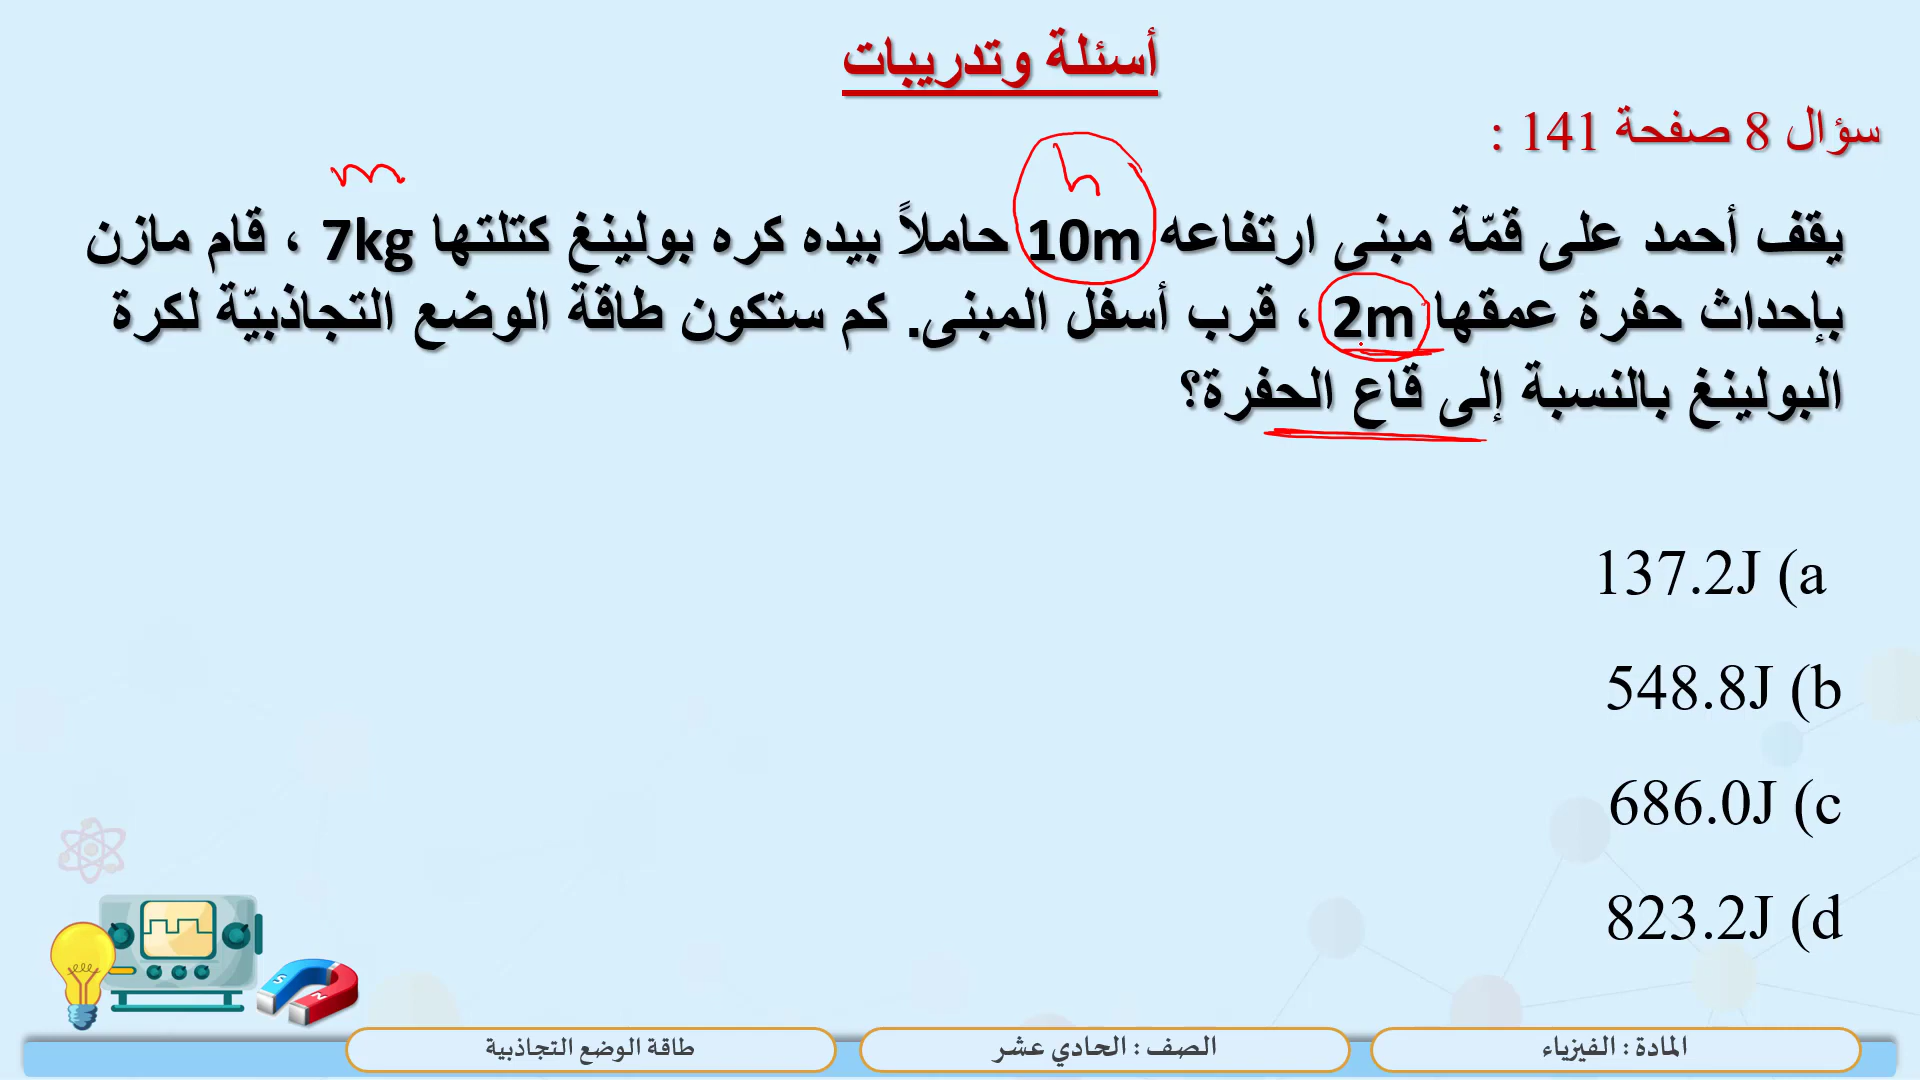 أسئلة وتدريبات
سؤال 8 صفحة 141 :
m
h
يقف أحمد على قمّة مبنى ارتفاعه 10m حاملاً بيده كره بولينغ كتلتها 7kg ، قام مازن
بإحداث حفرة عمقها 2m ، قرب أسفل المبنى. كم ستكون طاقة الوضع التجاذبيّة لكرة
البولينغ بالنسبة إلى قاع الحفرة؟
137.2J (a
548.8J (b
686.0J (c
823.2J (d
S
N
المادة : الفيزياء
الصف : الحادي عشر
طاقة الوضع التجاذبية